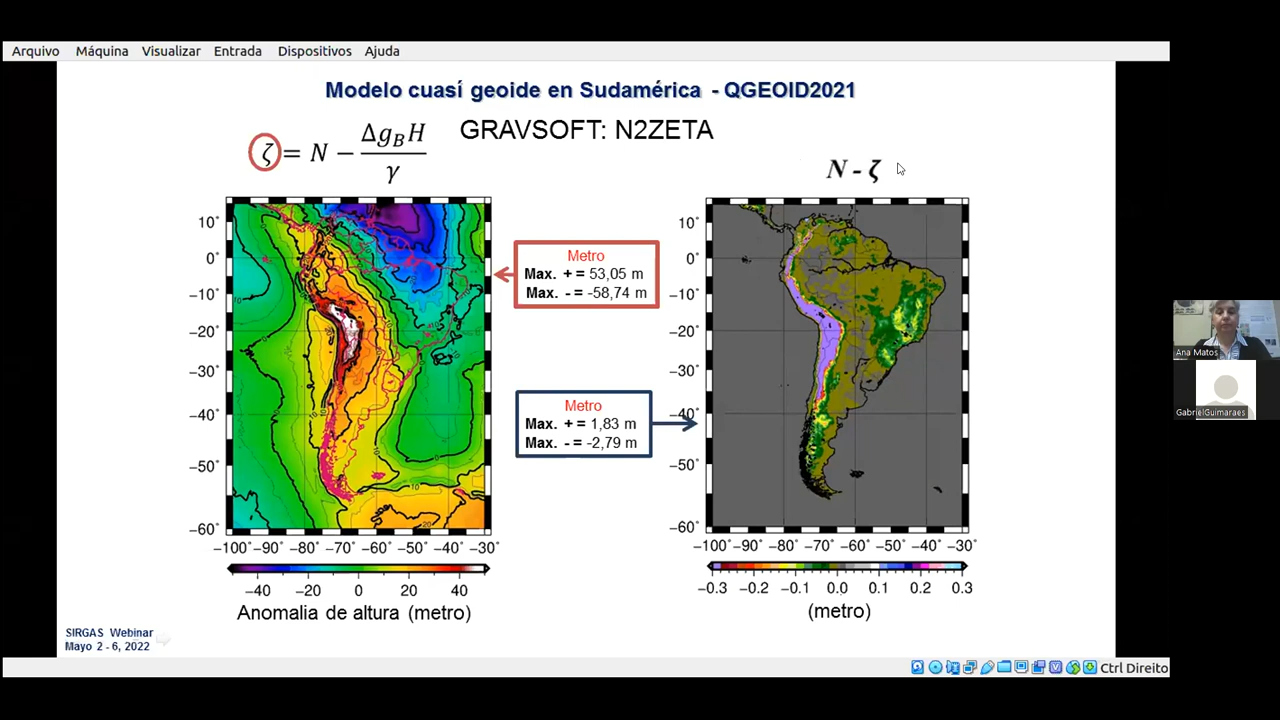 Arquivo Máquina Visualizar Entrada Dispositivos Ajuda
Modelo cuasí geoide en Sudamérica - QGEOID2021
ζ = N − Δg_B H / γ
GRAVSOFT: N2ZETA
N - ζ
10˚
0˚
−10˚
−20˚
−30˚
−40˚
−50˚
−60˚
−100˚ −90˚ −80˚ −70˚ −60˚ −50˚ −40˚ −30˚
−40 −20 0 20 40
Anomalia de altura (metro)
Metro
Max. + = 53,05 m
Max. - = -58,74 m
Metro
Max. + = 1,83 m
Max. - = -2,79 m
10˚
0˚
−10˚
−20˚
−30˚
−40˚
−50˚
−60˚
−100˚ −90˚ −80˚ −70˚ −60˚ −50˚ −40˚ −30˚
−0.3 −0.2 −0.1 0.0 0.1 0.2 0.3
(metro)
Ana Matos
GabrielGuimaraes
SIRGAS Webinar
Mayo 2 - 6, 2022
Ctrl Direito